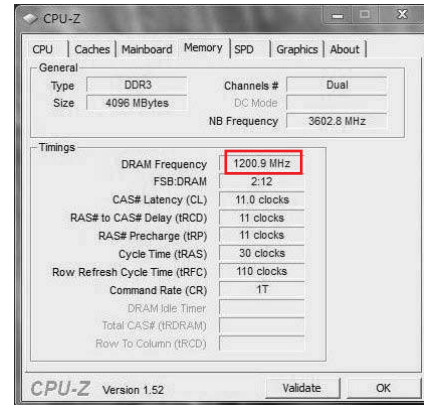 CPU-Z
CPU Caches Mainboard Memory SPD Graphics About
General
Type DDR3 Channels # Dual
Size 4096 MBytes DC Mode
NB Frequency 3602.8 MHz
Timings
DRAM Frequency 1200.9 MHz
FSB:DRAM 2:12
CAS# Latency (CL) 11.0 clocks
RAS# to CAS# Delay (tRCD) 11 clocks
RAS# Precharge (tRP) 11 clocks
Cycle Time (tRAS) 30 clocks
Row Refresh Cycle Time (tRFC) 110 clocks
Command Rate (CR) 1T
DRAM Idle Timer
Total CAS# (tRDRAM)
Row To Column (tRCD)
CPU-Z Version 1.52 Validate OK